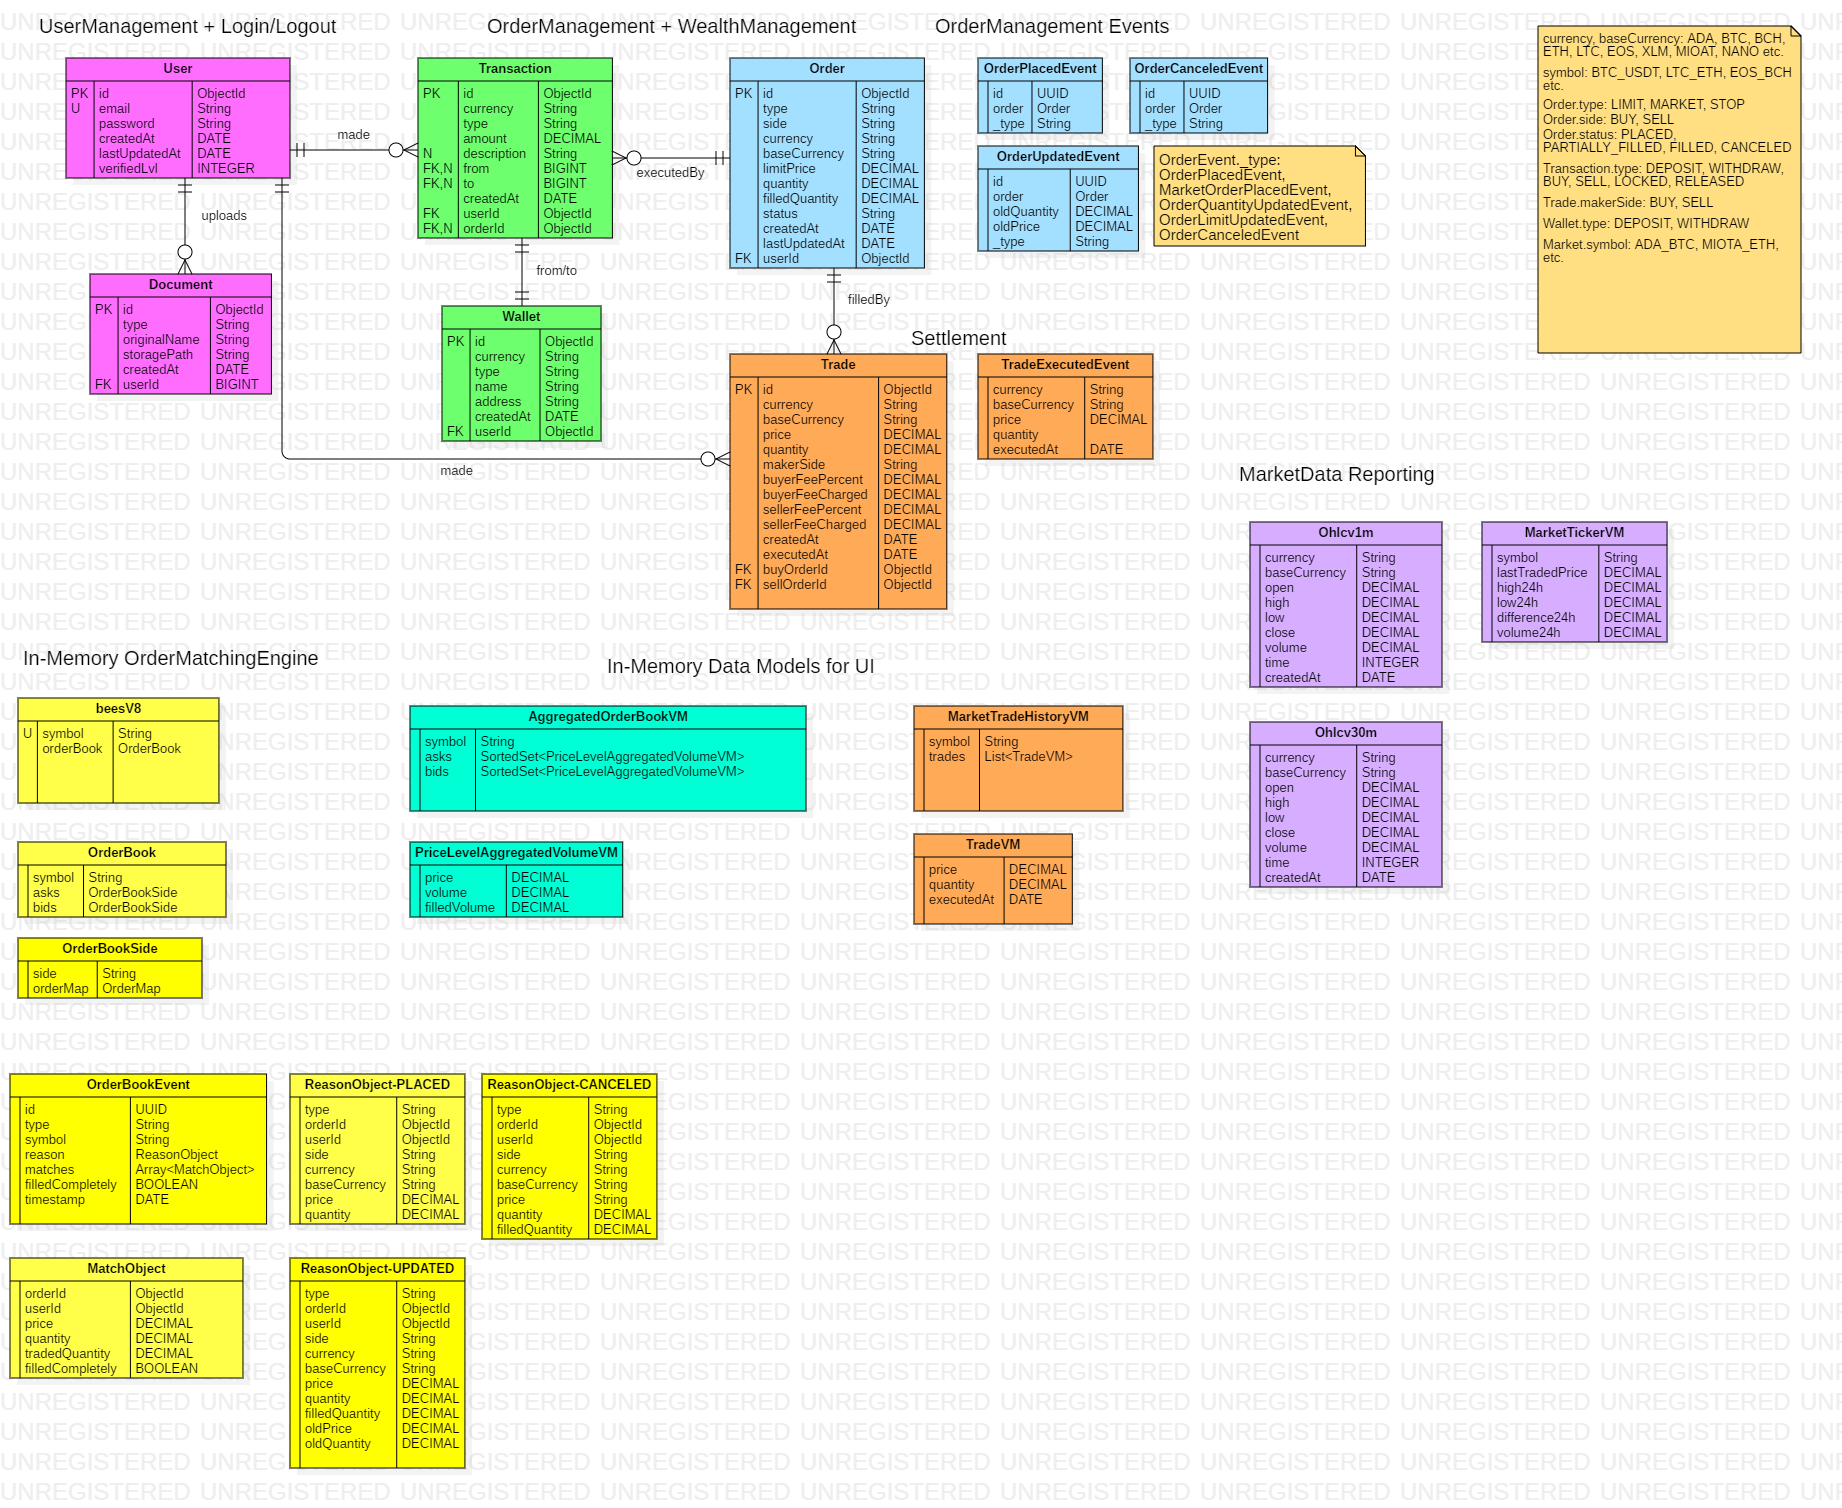 UserManagement + Login/Logout
OrderManagement + WealthManagement
OrderManagement Events
User
PK id ObjectId
U email String
password String
createdAt DATE
lastUpdatedAt DATE
verifiedLvl INTEGER
made
uploads
Document
PK id ObjectId
type String
originalName String
storagePath String
createdAt DATE
FK userId BIGINT
Transaction
PK id ObjectId
currency String
type String
amount DECIMAL
N description String
FK,N from BIGINT
FK,N to BIGINT
createdAt DATE
FK userId ObjectId
FK,N orderId ObjectId
executedBy
from/to
Wallet
PK id ObjectId
currency String
type String
name String
address String
createdAt DATE
FK userId ObjectId
made
Order
PK id ObjectId
type String
side String
currency String
baseCurrency String
limitPrice DECIMAL
quantity DECIMAL
filledQuantity DECIMAL
status String
createdAt DATE
lastUpdatedAt DATE
FK userId ObjectId
filledBy
OrderPlacedEvent
id UUID
order Order
_type String
OrderCanceledEvent
id UUID
order Order
_type String
OrderUpdatedEvent
id UUID
order Order
oldQuantity DECIMAL
oldPrice DECIMAL
_type String
OrderEvent._type:
OrderPlacedEvent,
MarketOrderPlacedEvent,
OrderQuantityUpdatedEvent,
OrderLimitUpdatedEvent,
OrderCanceledEvent
currency, baseCurrency: ADA, BTC, BCH,
ETH, LTC, EOS, XLM, MIOAT, NANO etc.
symbol: BTC_USDT, LTC_ETH, EOS_BCH
etc.
Order.type: LIMIT, MARKET, STOP
Order.side: BUY, SELL
Order.status: PLACED,
PARTIALLY_FILLED, FILLED, CANCELED
Transaction.type: DEPOSIT, WITHDRAW,
BUY, SELL, LOCKED, RELEASED
Trade.makerSide: BUY, SELL
Wallet.type: DEPOSIT, WITHDRAW
Market.symbol: ADA_BTC, MIOTA_ETH,
etc.
Settlement
Trade
PK id ObjectId
currency String
baseCurrency String
price DECIMAL
quantity DECIMAL
makerSide String
buyerFeePercent DECIMAL
buyerFeeCharged DECIMAL
sellerFeePercent DECIMAL
sellerFeeCharged DECIMAL
createdAt DATE
executedAt DATE
FK buyOrderId ObjectId
FK sellOrderId ObjectId
TradeExecutedEvent
currency String
baseCurrency String
price DECIMAL
quantity
executedAt DATE
MarketData Reporting
Ohlcv1m
currency String
baseCurrency String
open DECIMAL
high DECIMAL
low DECIMAL
close DECIMAL
volume DECIMAL
time INTEGER
createdAt DATE
MarketTickerVM
symbol String
lastTradedPrice DECIMAL
high24h DECIMAL
low24h DECIMAL
difference24h DECIMAL
volume24h DECIMAL
Ohlcv30m
currency String
baseCurrency String
open DECIMAL
high DECIMAL
low DECIMAL
close DECIMAL
volume DECIMAL
time INTEGER
createdAt DATE
In-Memory OrderMatchingEngine
beesV8
U symbol String
orderBook OrderBook
OrderBook
symbol String
asks OrderBookSide
bids OrderBookSide
OrderBookSide
side String
orderMap OrderMap
In-Memory Data Models for UI
AggregatedOrderBookVM
symbol String
asks SortedSet<PriceLevelAggregatedVolumeVM>
bids SortedSet<PriceLevelAggregatedVolumeVM>
PriceLevelAggregatedVolumeVM
price DECIMAL
volume DECIMAL
filledVolume DECIMAL
MarketTradeHistoryVM
symbol String
trades List<TradeVM>
TradeVM
price DECIMAL
quantity DECIMAL
executedAt DATE
OrderBookEvent
id UUID
type String
symbol String
reason ReasonObject
matches Array<MatchObject>
filledCompletely BOOLEAN
timestamp DATE
ReasonObject-PLACED
type String
orderId ObjectId
userId ObjectId
side String
currency String
baseCurrency String
price DECIMAL
quantity DECIMAL
ReasonObject-CANCELED
type String
orderId ObjectId
userId ObjectId
side String
currency String
baseCurrency String
price String
quantity DECIMAL
filledQuantity DECIMAL
MatchObject
orderId ObjectId
userId ObjectId
price DECIMAL
quantity DECIMAL
tradedQuantity DECIMAL
filledCompletely BOOLEAN
ReasonObject-UPDATED
type String
orderId ObjectId
userId ObjectId
side String
currency String
baseCurrency String
price DECIMAL
quantity DECIMAL
filledQuantity DECIMAL
oldPrice DECIMAL
oldQuantity DECIMAL
UNREGISTERED